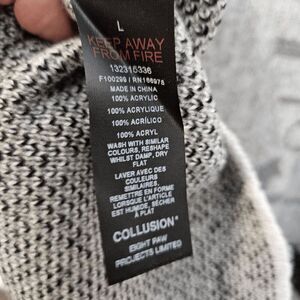 L
KEEP AWAY
FROM FIRE
132315336
F100299 / RN166978
MADE IN CHINA
100% ACRYLIC
100% ACRYLIQUE
100% ACRÍLICO
100% ACRYL
WASH WITH SIMILAR
COLOURS, RESHAPE
WHILST DAMP, DRY
FLAT
LAVER AVEC DES
COULEURS
SIMILAIRES
REMETTRE EN FORME
LORSQUE L'ARTICLE
EST HUMIDE, SÉCHER
À PLAT
COLLUSION
EIGHT PAW
PROJECTS LIMITED